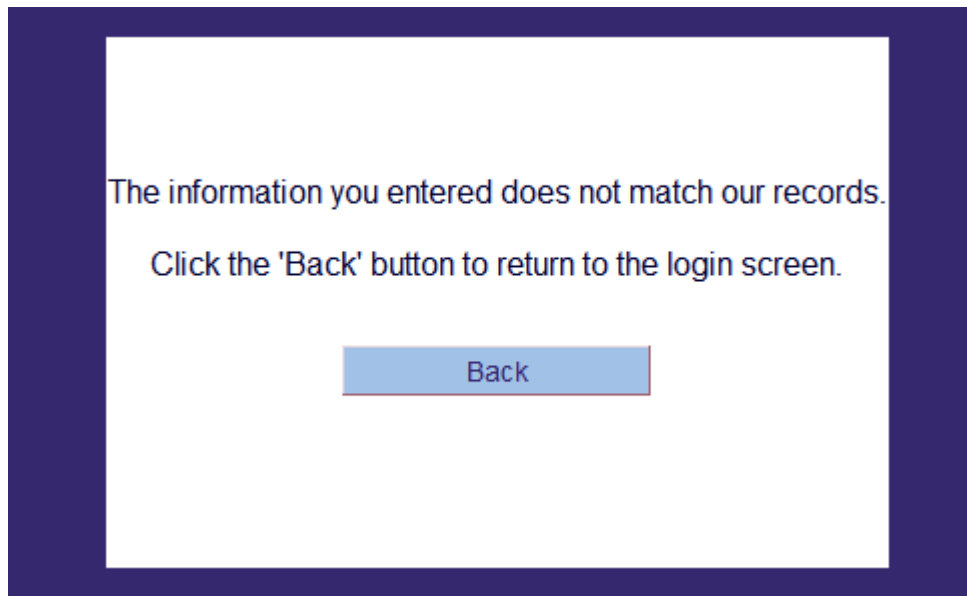 The information you entered does not match our records.
Click the 'Back' button to return to the login screen.
Back